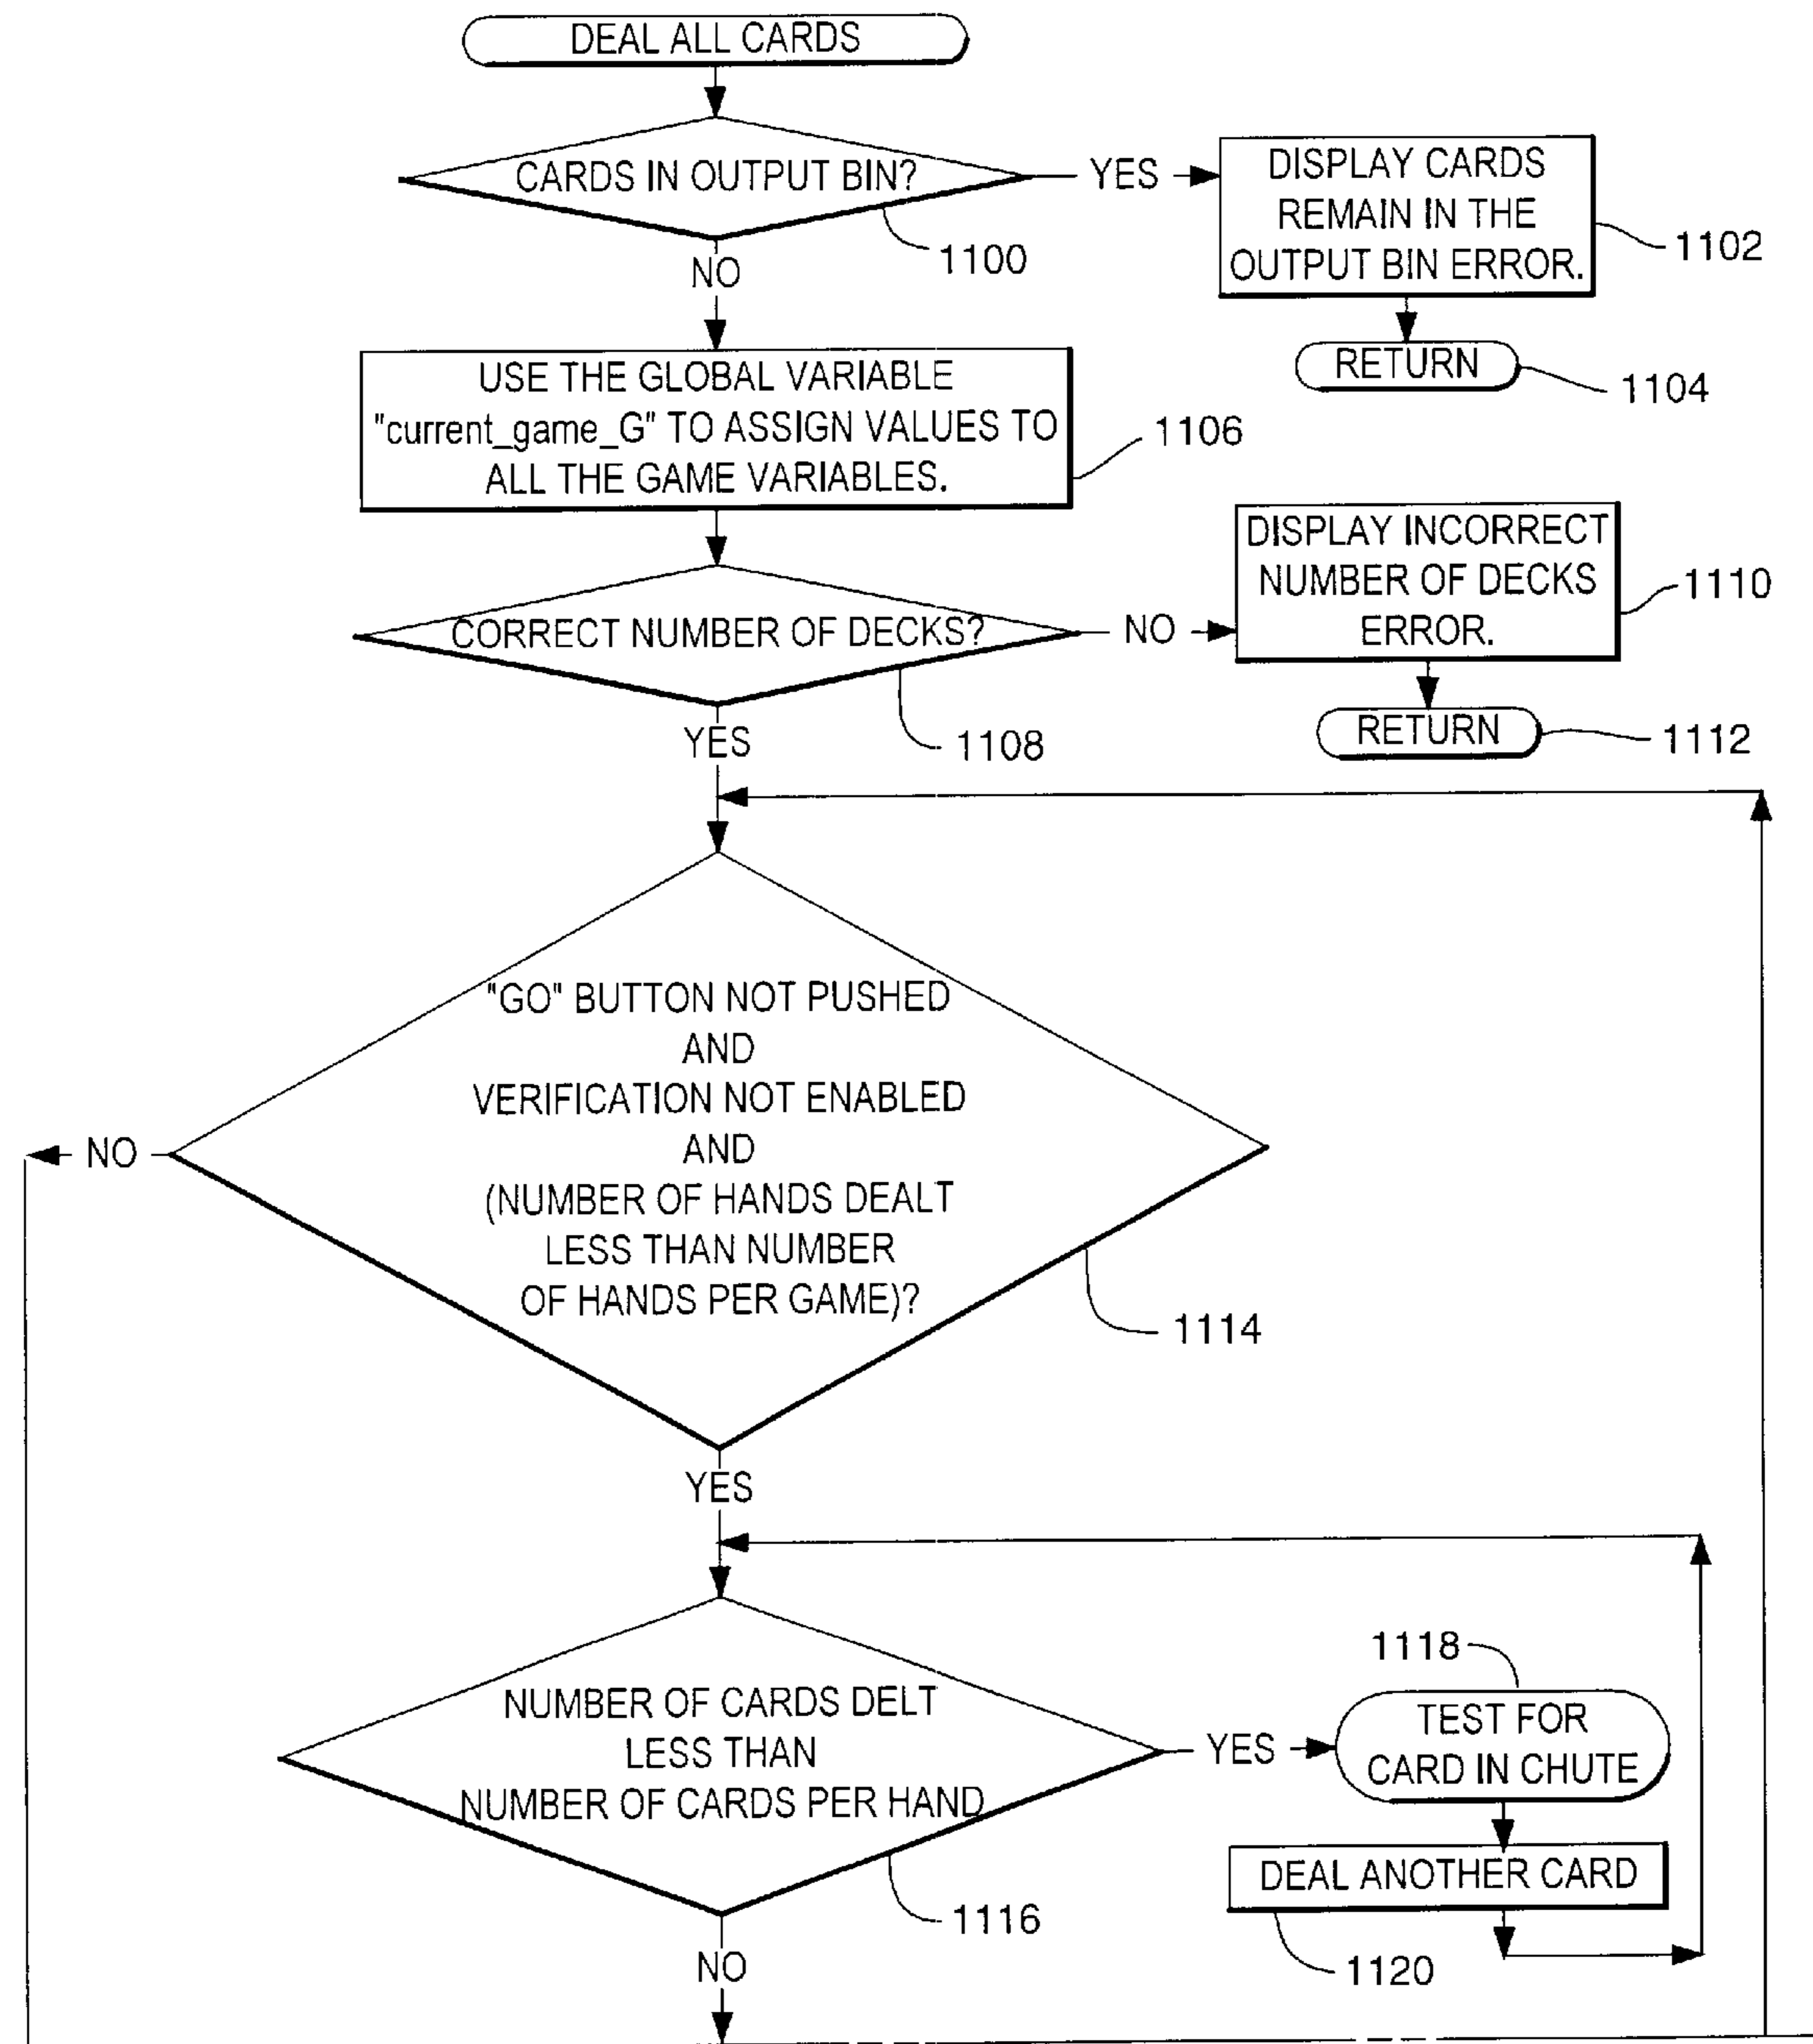 DEAL ALL CARDS
CARDS IN OUTPUT BIN?
YES
DISPLAY CARDS
REMAIN IN THE
OUTPUT BIN ERROR.
1102
1100
NO
RETURN
1104
USE THE GLOBAL VARIABLE
"current_game_G" TO ASSIGN VALUES TO
ALL THE GAME VARIABLES.
1106
CORRECT NUMBER OF DECKS?
NO
DISPLAY INCORRECT
NUMBER OF DECKS
ERROR.
1110
1108
YES
RETURN
1112
"GO" BUTTON NOT PUSHED
AND
VERIFICATION NOT ENABLED
AND
(NUMBER OF HANDS DEALT
LESS THAN NUMBER
OF HANDS PER GAME)?
NO
1114
YES
NUMBER OF CARDS DELT
LESS THAN
NUMBER OF CARDS PER HAND
YES
1118
TEST FOR
CARD IN CHUTE
DEAL ANOTHER CARD
1116
1120
NO